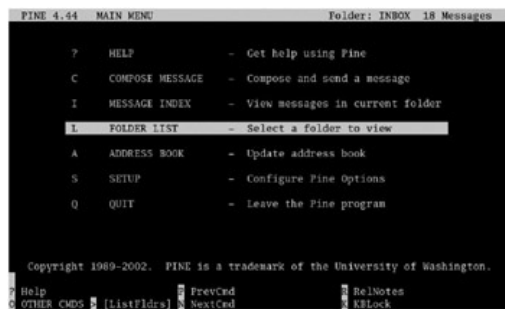 PINE 4.44   MAIN MENU                    Folder: INBOX  18 Messages
?     HELP               -  Get help using Pine
C     COMPOSE MESSAGE    -  Compose and send a message
I     MESSAGE INDEX      -  View messages in current folder
L     FOLDER LIST        -  Select a folder to view
A     ADDRESS BOOK       -  Update address book
S     SETUP              -  Configure Pine Options
Q     QUIT               -  Leave the Pine program
Copyright 1989-2002.  PINE is a trademark of the University of Washington.
? Help                     P PrevCmd                 R RelNotes
O OTHER CMDS > [ListFldrs] N NextCmd                 K KBLock